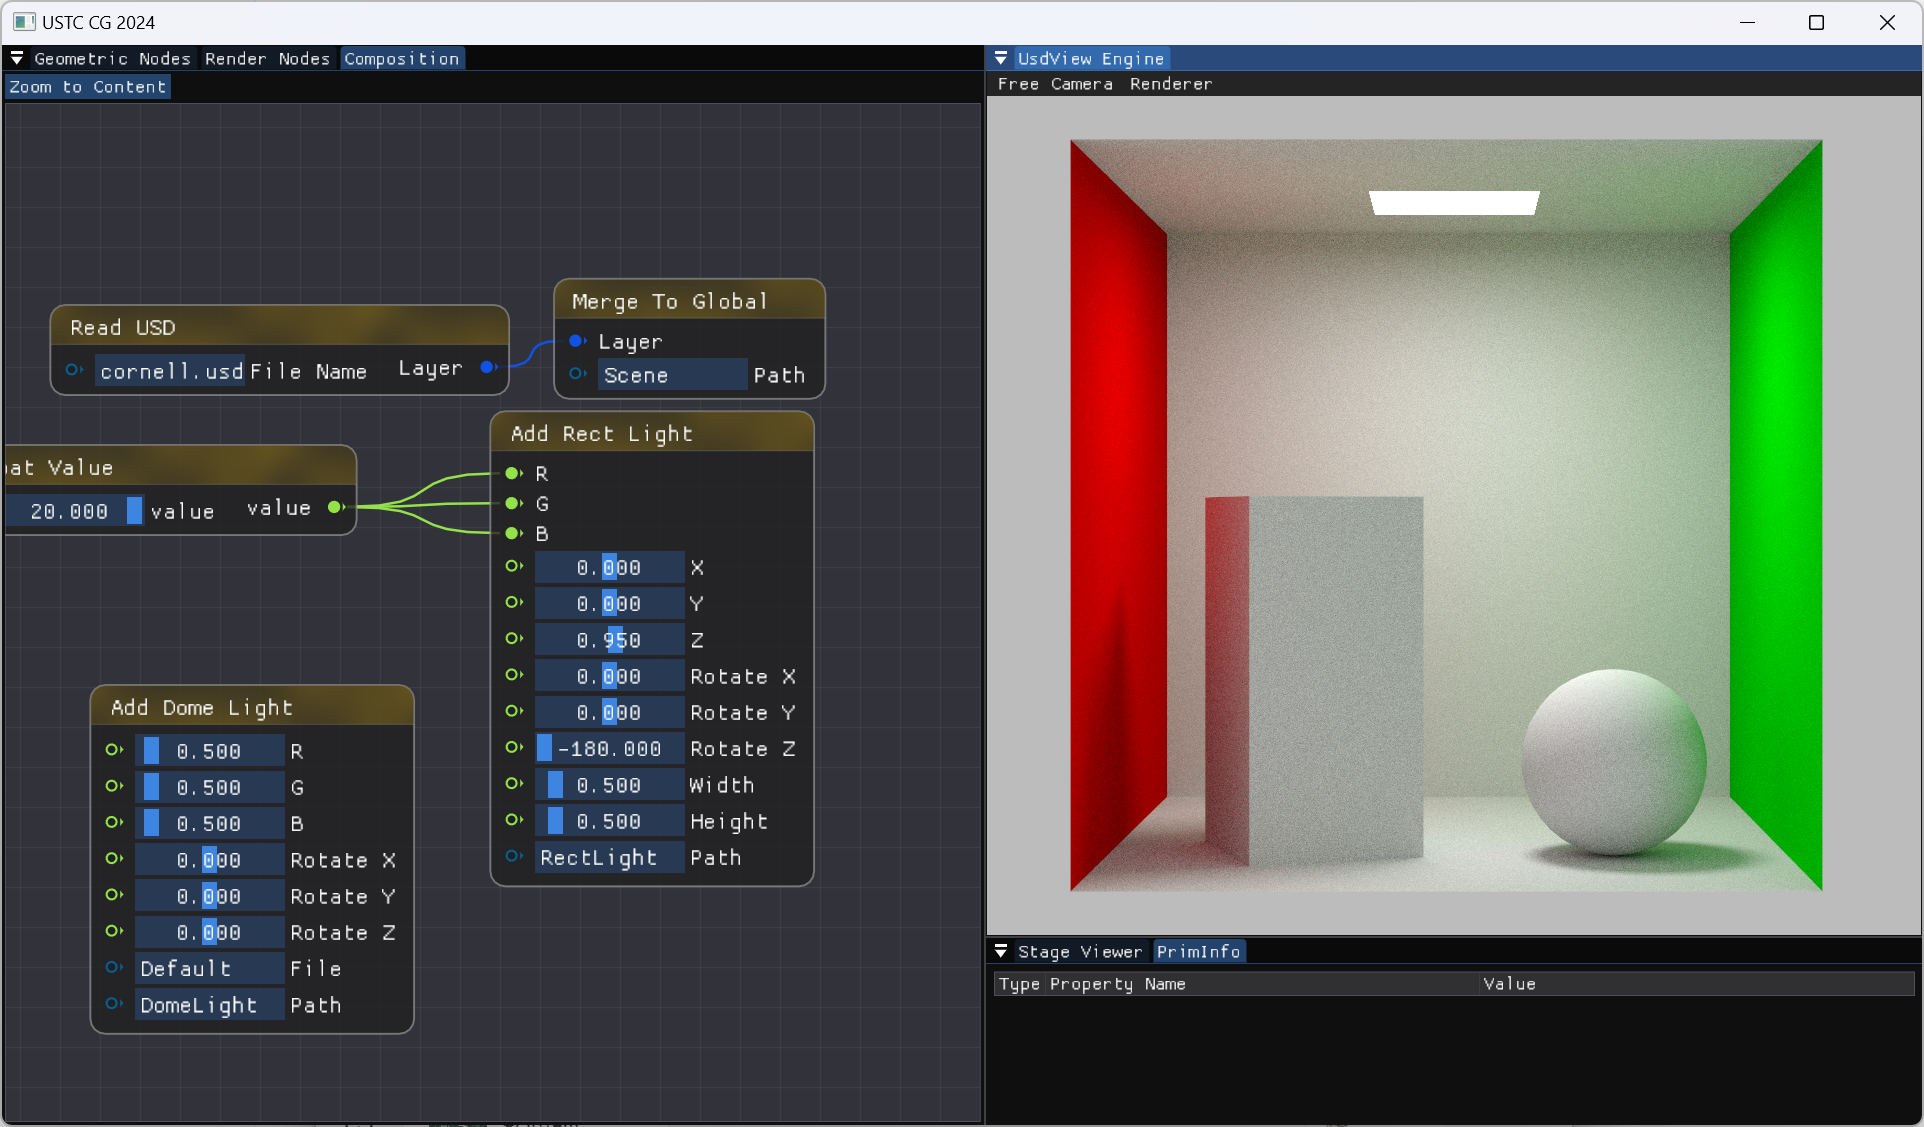 USTC CG 2024
Geometric Nodes Render Nodes Composition
Zoom to Content
Read USD
cornell.usd File Name Layer
Merge To Global
Layer
Scene Path
Value
20.000 value value
Add Rect Light
R
G
B
0.000 X
0.000 Y
0.950 Z
0.000 Rotate X
0.000 Rotate Y
-180.000 Rotate Z
0.500 Width
0.500 Height
RectLight Path
Add Dome Light
0.500 R
0.500 G
0.500 B
0.000 Rotate X
0.000 Rotate Y
0.000 Rotate Z
Default File
DomeLight Path
UsdView Engine
Free Camera Renderer
Stage Viewer PrimInfo
Type Property Name Value